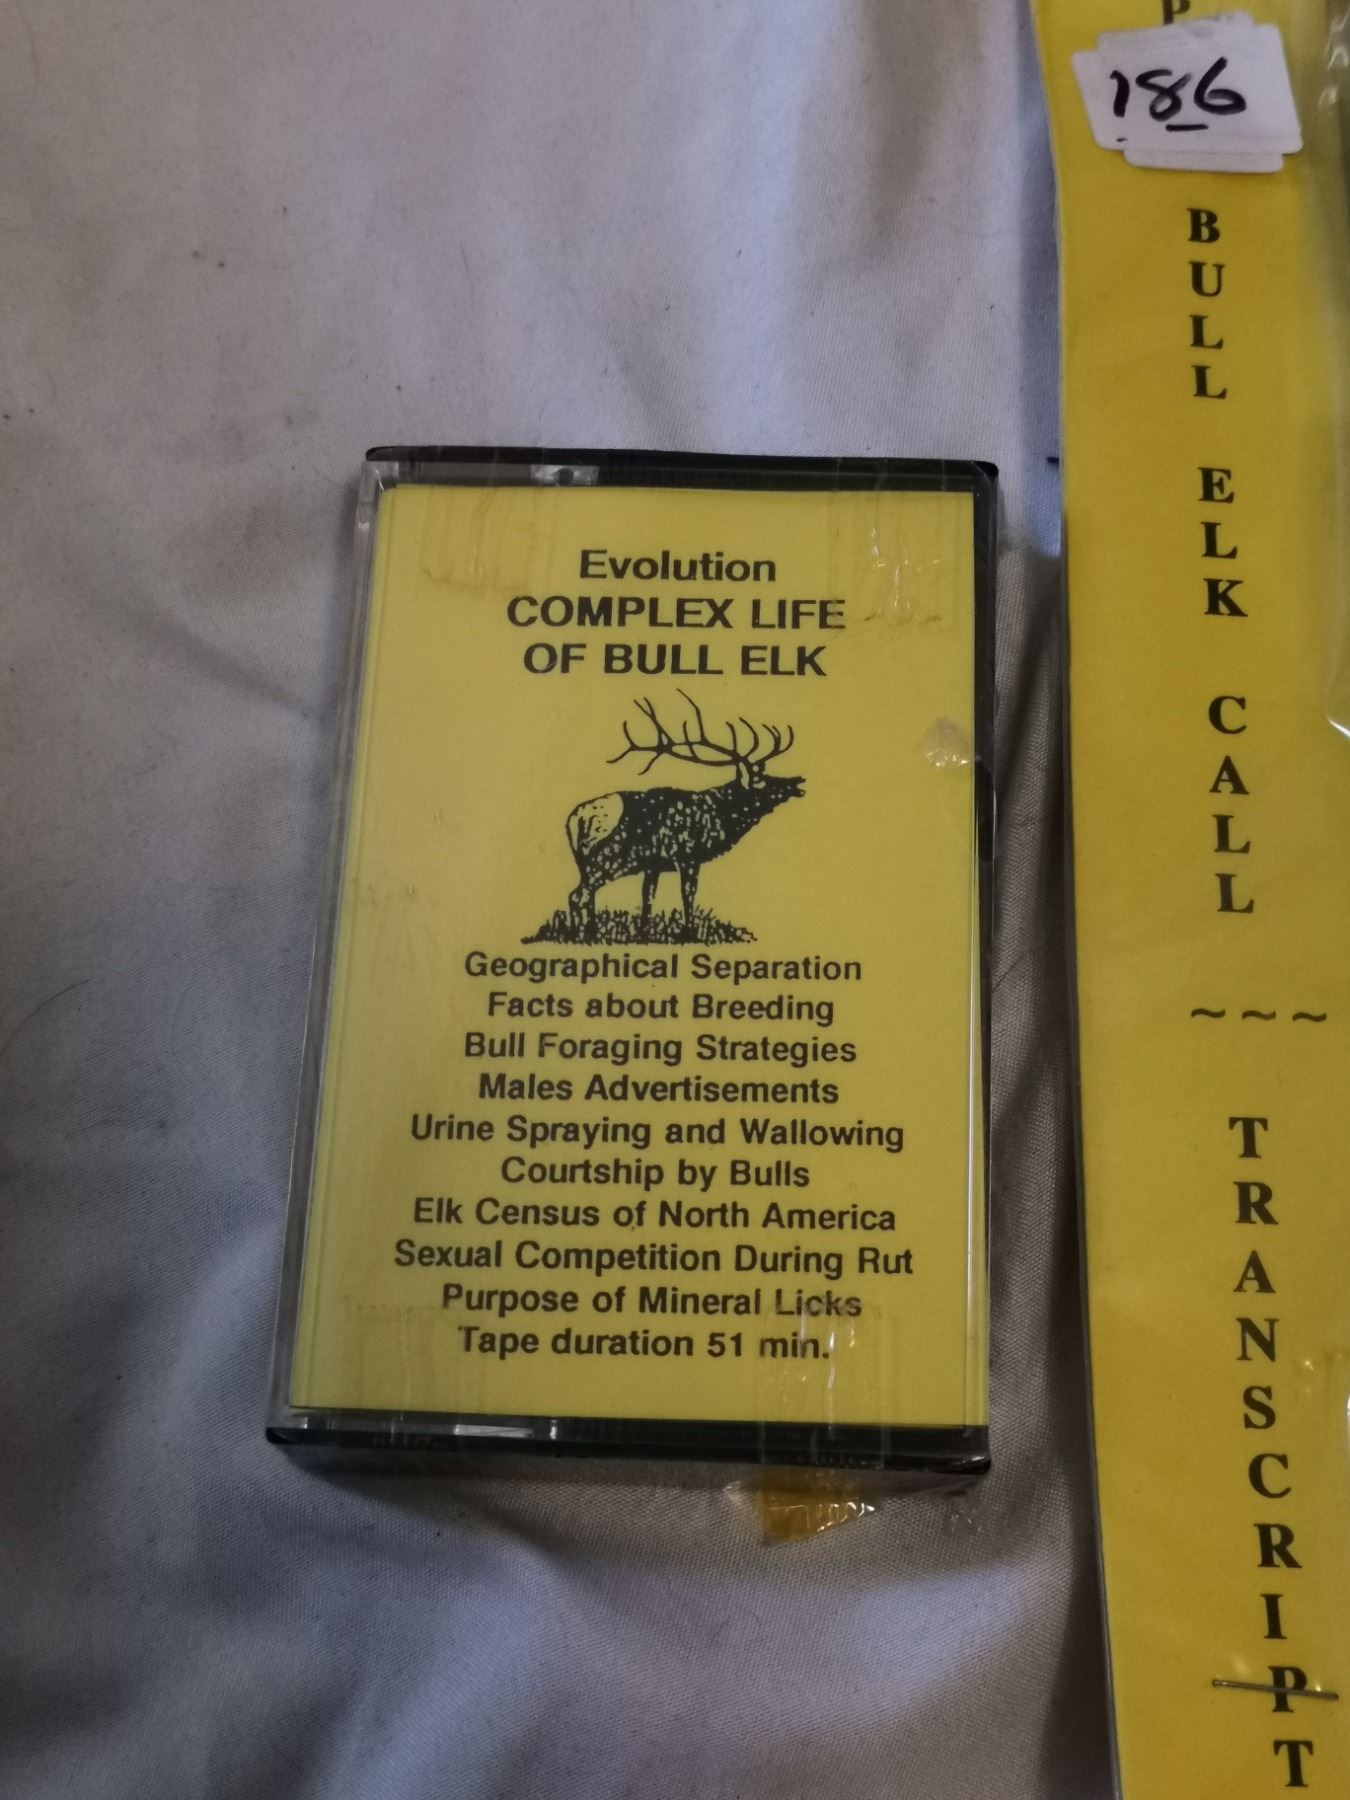 Evolution
COMPLEX LIFE
OF BULL ELK
Geographical Separation
Facts about Breeding
Bull Foraging Strategies
Males Advertisements
Urine Spraying and Wallowing
Courtship by Bulls
Elk Census of North America
Sexual Competition During Rut
Purpose of Mineral Licks
Tape duration 51 min.
P
186
BULL ELK CALL ~~~ TRANSCRIPT